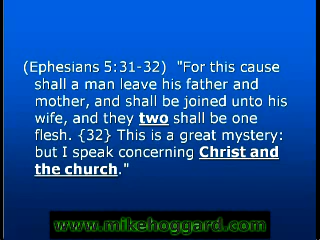 (Ephesians 5:31-32)  "For this cause
shall a man leave his father and
mother, and shall be joined unto his
wife, and they two shall be one
flesh. {32} This is a great mystery:
but I speak concerning Christ and
the church."
www.mikehoggard.com